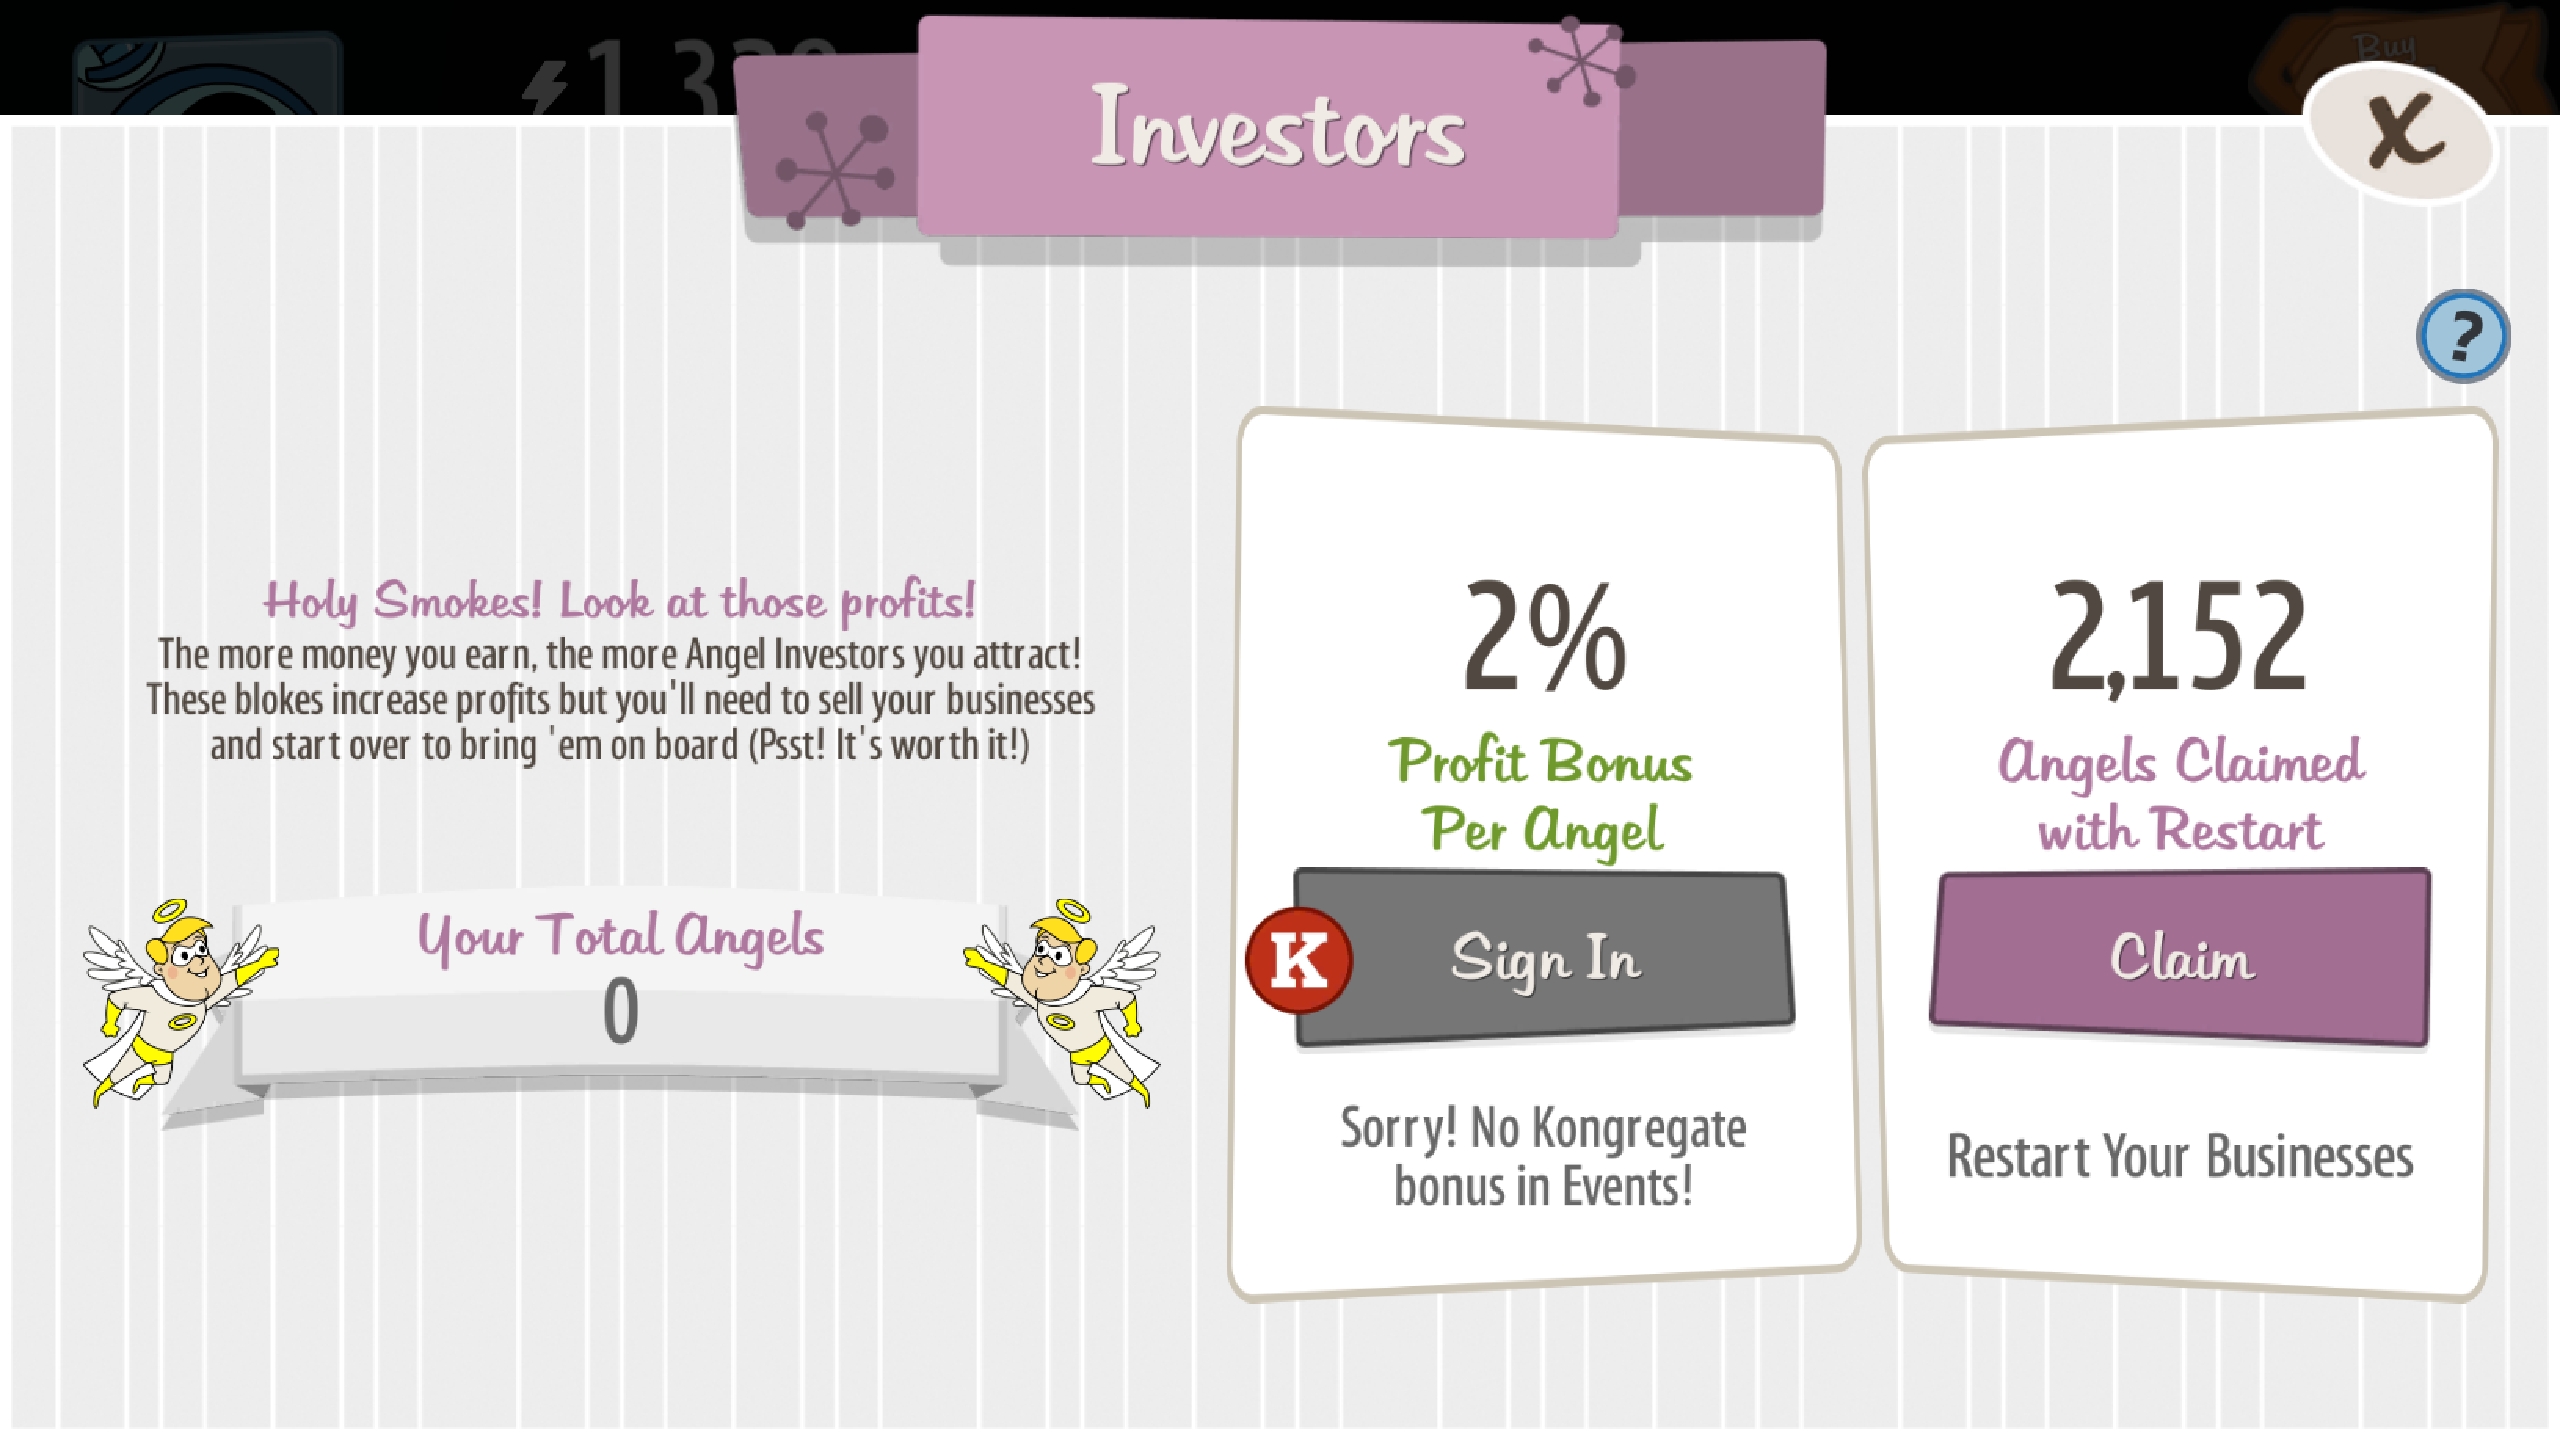 Buy
Investors
X
?
Holy Smokes! Look at those profits!
The more money you earn, the more Angel Investors you attract!
These blokes increase profits but you'll need to sell your businesses
and start over to bring 'em on board (Psst! It's worth it!)
Your Total Angels
0
2%
Profit Bonus
Per Angel
K
Sign In
Sorry! No Kongregate
bonus in Events!
2,152
Angels Claimed
with Restart
Claim
Restart Your Businesses